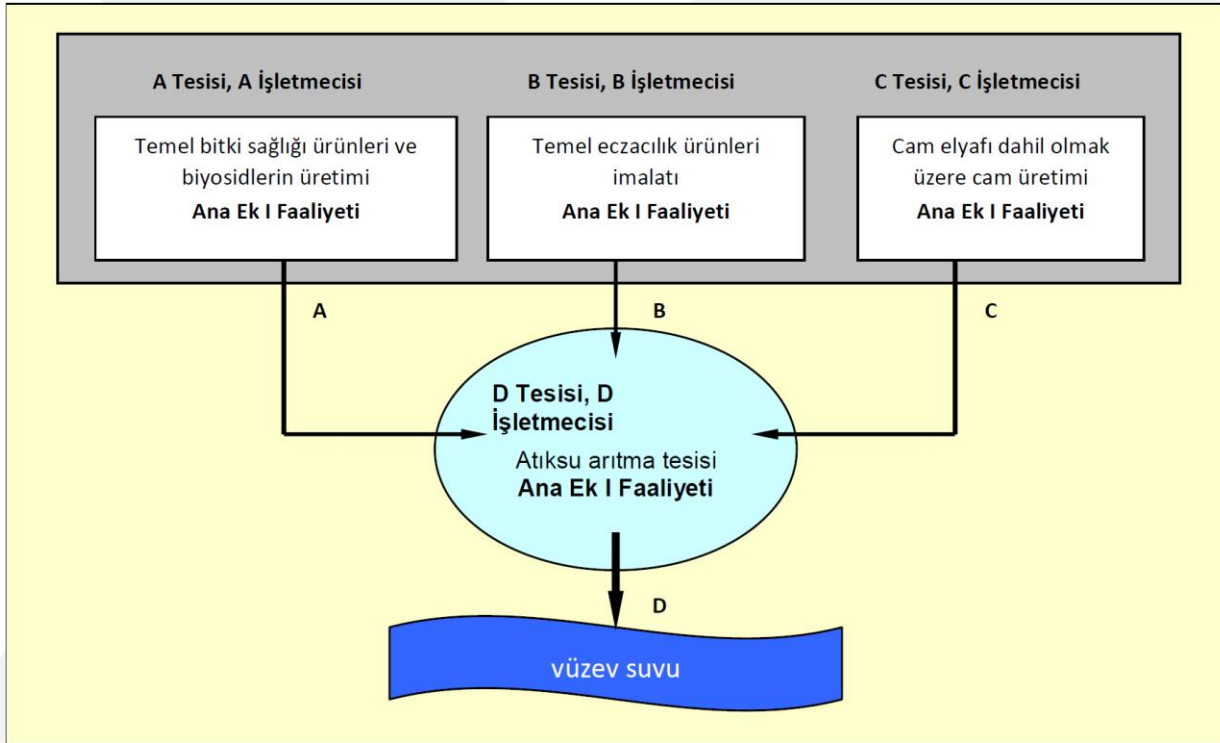 A Tesisi, A İşletmecisi
Temel bitki sağlığı ürünleri ve
biyosidlerin üretimi
Ana Ek I Faaliyeti
B Tesisi, B İşletmecisi
Temel eczacılık ürünleri
imalatı
Ana Ek I Faaliyeti
C Tesisi, C İşletmecisi
Cam elyafı dahil olmak
üzere cam üretimi
Ana Ek I Faaliyeti
A
B
C
D Tesisi, D
İşletmecisi
Atıksu arıtma tesisi
Ana Ek I Faaliyeti
D
vüzev suvu